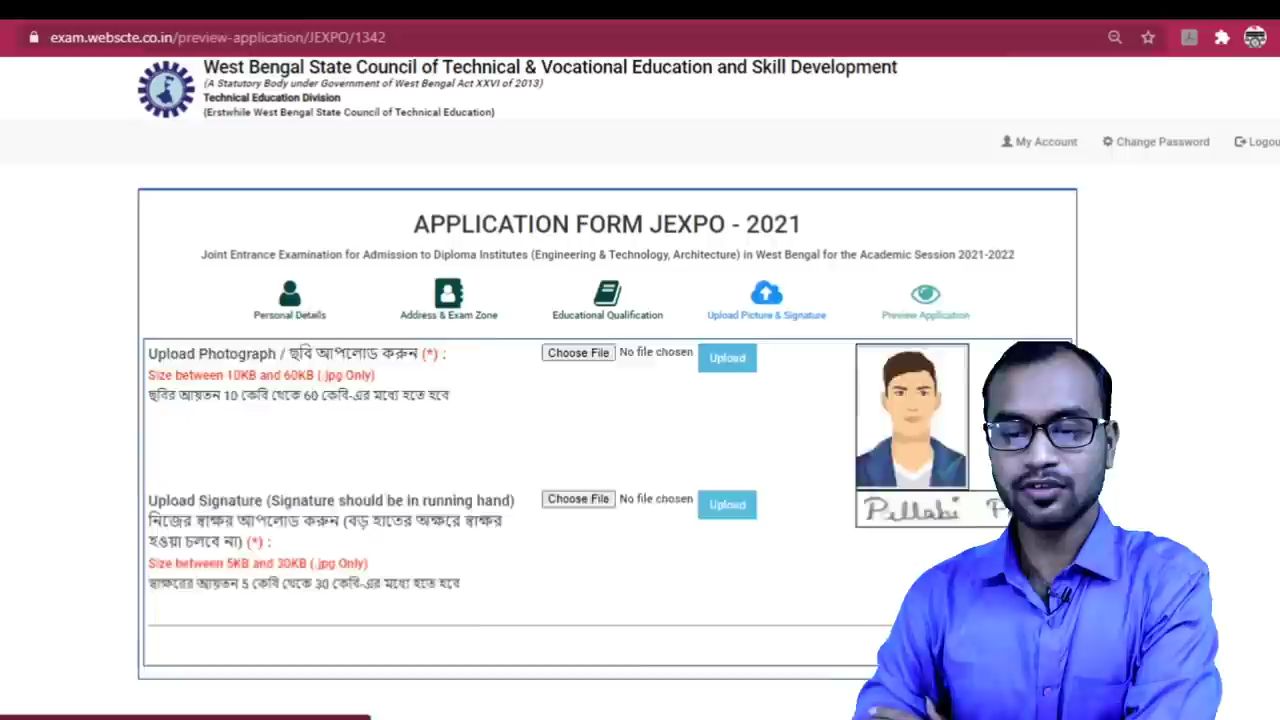 exam.webscte.co.in/preview-application/JEXPO/1342
West Bengal State Council of Technical & Vocational Education and Skill Development
(A Statutory Body under Government of West Bengal Act XXVI of 2013)
Technical Education Division
(Erstwhile West Bengal State Council of Technical Education)
My Account Change Password Logou
APPLICATION FORM JEXPO - 2021
Joint Entrance Examination for Admission to Diploma Institutes (Engineering & Technology, Architecture) in West Bengal for the Academic Session 2021-2022
Personal Details Address & Exam Zone Educational Qualification Upload Picture & Signature Preview Application
Upload Photograph / ছবি আপলোড করুন (*) : Choose File No file chosen Upload
Size between 10KB and 60KB (.jpg Only)
ছবির আয়তন 10 কেবি থেকে 60 কেবি-এর মধ্যে হতে হবে
Upload Signature (Signature should be in running hand) Choose File No file chosen Upload
নিজের স্বাক্ষর আপলোড করুন (বড় হাতের অক্ষরে স্বাক্ষর
হওয়া চলবে না) (*) :
Size between 5KB and 30KB (.jpg Only)
স্বাক্ষরের আয়তন 5 কেবি থেকে 30 কেবি-এর মধ্যে হতে হবে
Pallabi